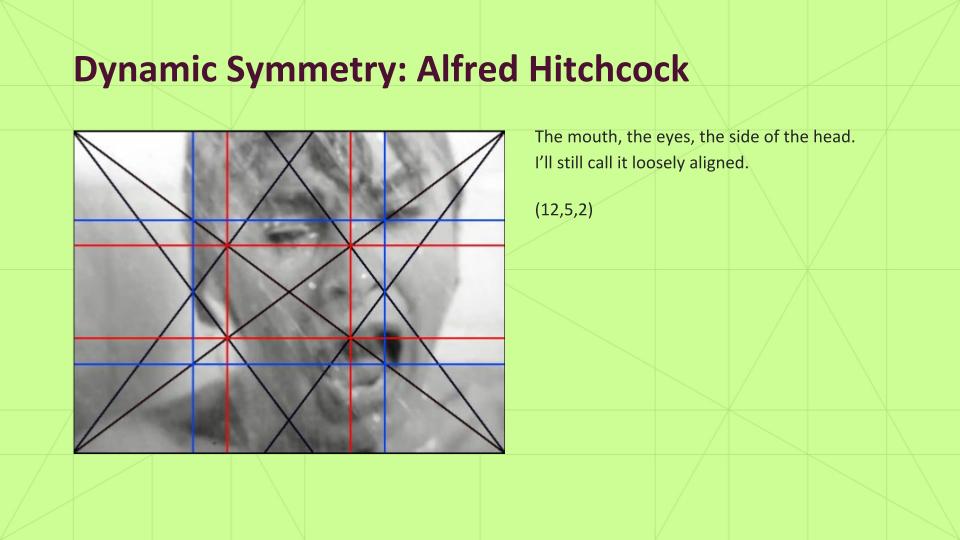 Dynamic Symmetry: Alfred Hitchcock
The mouth, the eyes, the side of the head.
I’ll still call it loosely aligned.
(12,5,2)